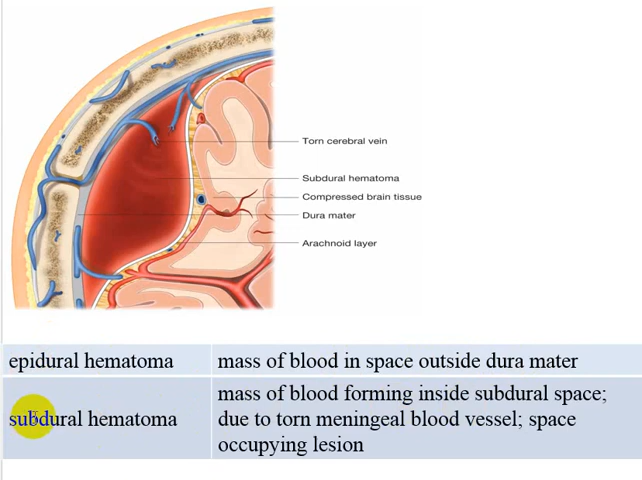 Torn cerebral vein
Subdural hematoma
Compressed brain tissue
Dura mater
Arachnoid layer
epidural hematoma
mass of blood in space outside dura mater
subdural hematoma
mass of blood forming inside subdural space;
due to torn meningeal blood vessel; space
occupying lesion